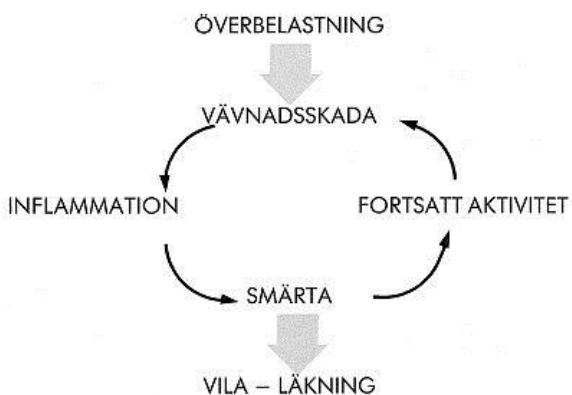 ÖVERBELASTNING
VÄVNADSSKADA
INFLAMMATION
FORTSATT AKTIVITET
SMÄRTA
VILA – LÄKNING